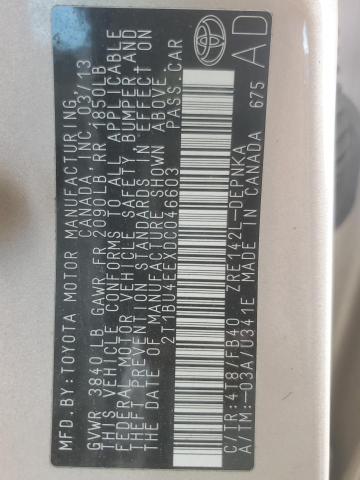 MFD.BY: TOYOTA MOTOR MANUFACTURING,
CANADA, INC. 03/13
GVWR 3840LB GAWR FR 2090LB RR 1850LB
THIS VEHICLE CONFORMS TO ALL APPLICABLE
FEDERAL MOTOR VEHICLE SAFETY, BUMPER AND
THEFT PREVENTION STANDARDS IN EFFECT ON
THE DATE OF MANUFACTURE SHOWN ABOVE.
2T1BU4EEXDC046603 PASS.CAR
C/TR:4T8/FB40 ZRE142L-DEPNKA
A/TM:-03A/U341E MADE IN CANADA 675
AD